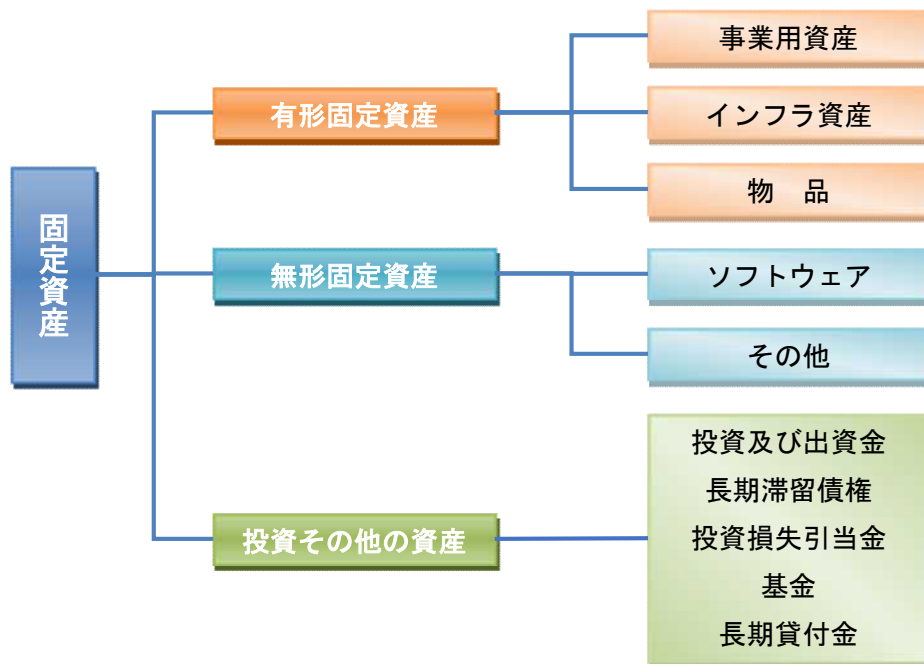 固定資産
有形固定資産
事業用資産
インフラ資産
物　品
無形固定資産
ソフトウェア
その他
投資その他の資産
投資及び出資金
長期滞留債権
投資損失引当金
基金
長期貸付金